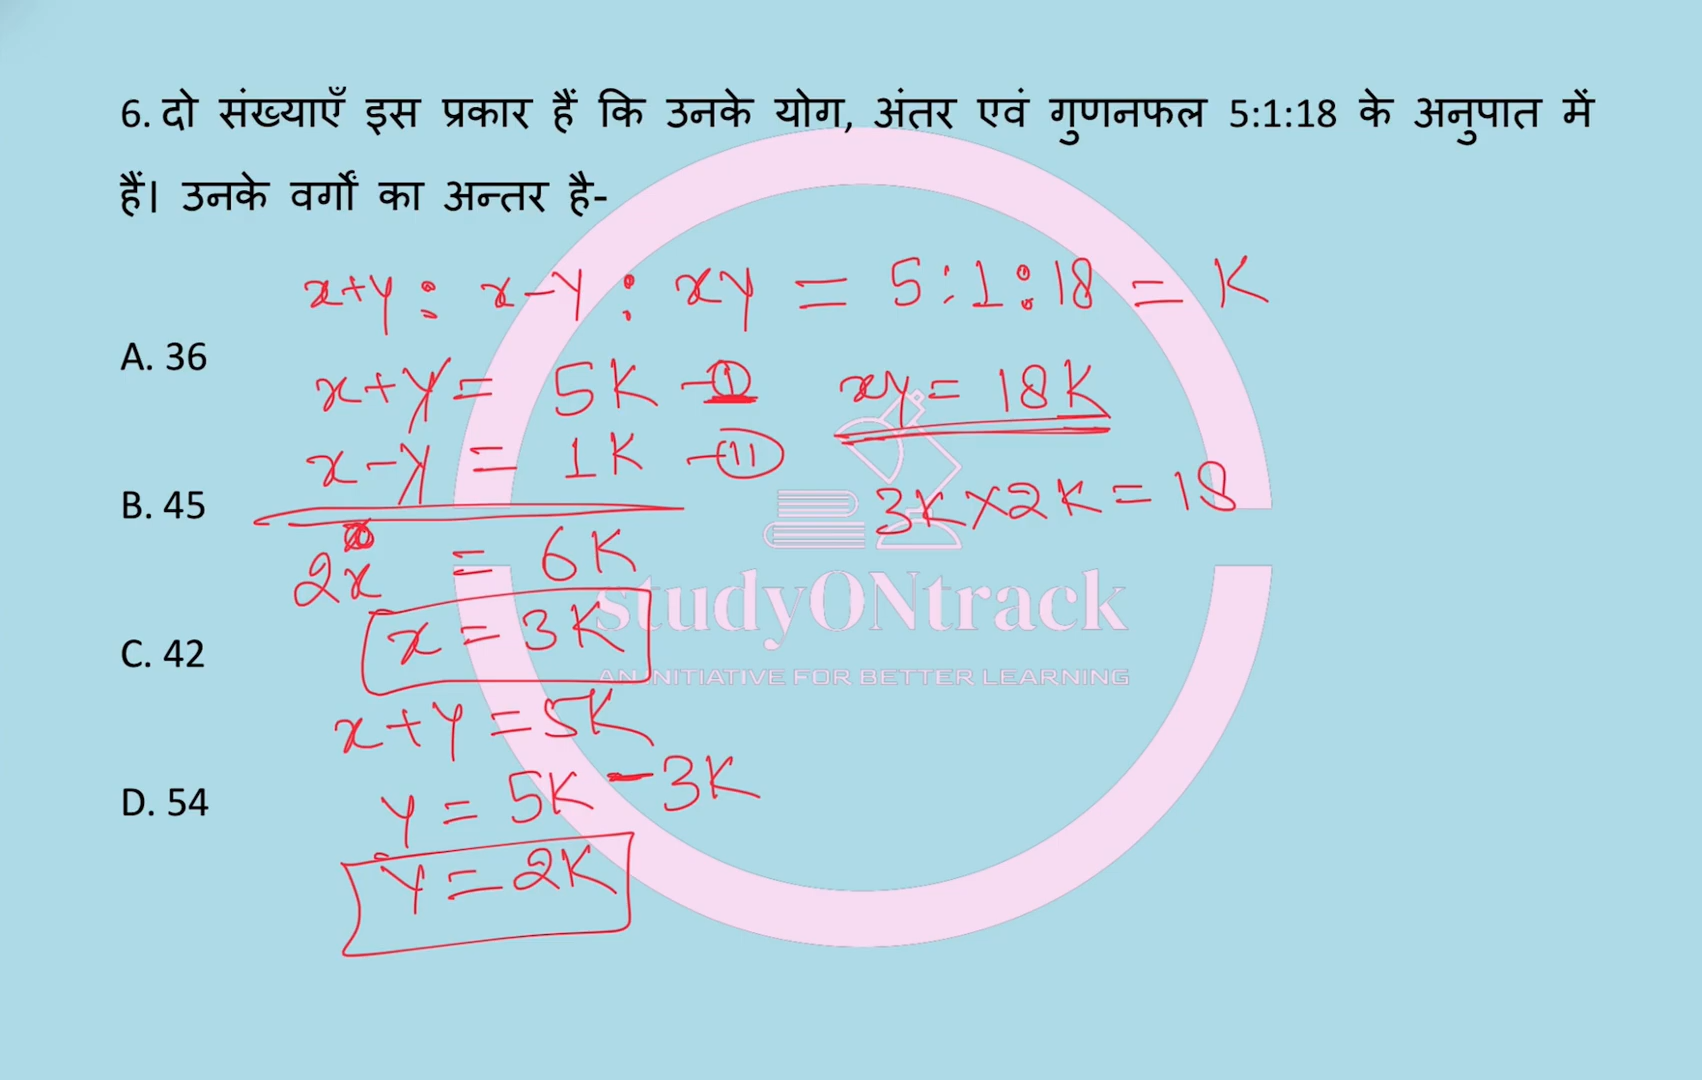 6. दो संख्याएँ इस प्रकार हैं कि उनके योग, अंतर एवं गुणनफल 5:1:18 के अनुपात में
हैं। उनके वर्गों का अन्तर है-
x+y : x-y : xy = 5:1:18 = K
A. 36
x+y = 5K -①
xy = 18K
x-y = 1K -⑪
B. 45
3K×2K = 18
2x = 6K
studyONtrack
x = 3K
C. 42
AN INITIATIVE FOR BETTER LEARNING
x+y = 5K
D. 54
y = 5K - 3K
y = 2K